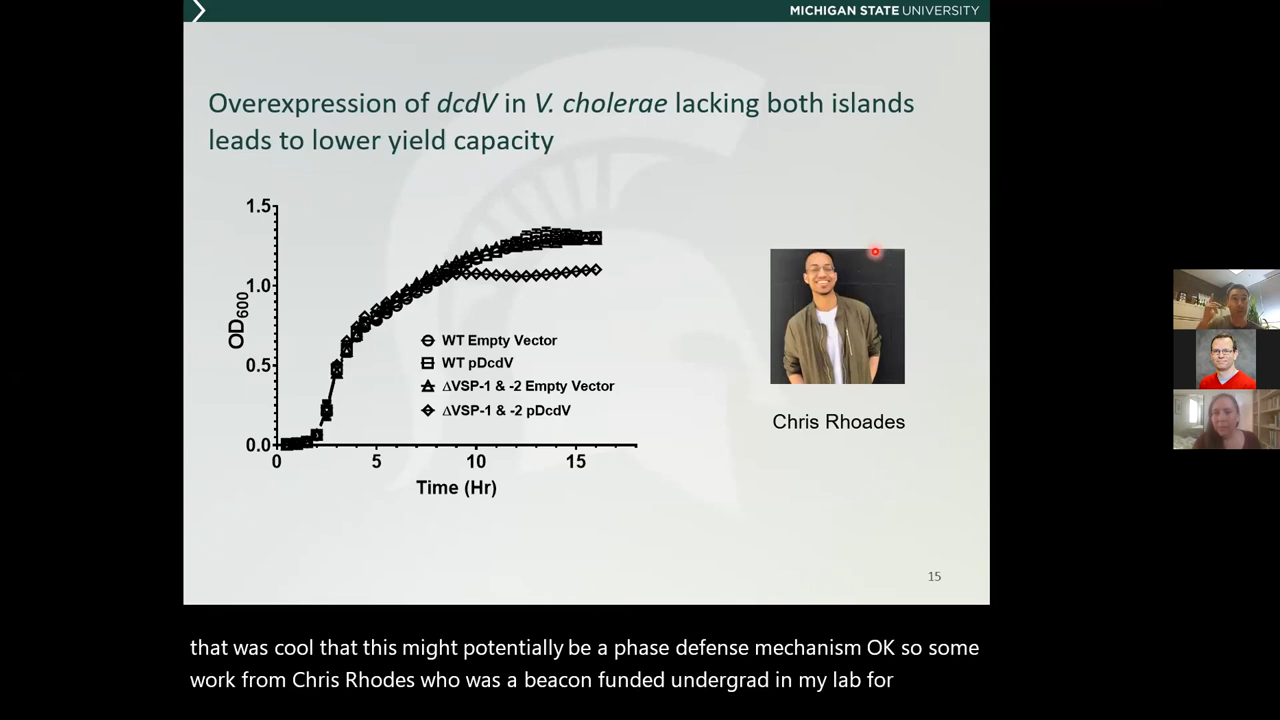 MICHIGAN STATE UNIVERSITY
Overexpression of dcdV in V. cholerae lacking both islands
leads to lower yield capacity
1.5
1.0
0.5
0.0
OD600
0
5
10
15
Time (Hr)
WT Empty Vector
WT pDcdV
ΔVSP-1 & -2 Empty Vector
ΔVSP-1 & -2 pDcdV
Chris Rhoades
15
that was cool that this might potentially be a phase defense mechanism OK so some
work from Chris Rhodes who was a beacon funded undergrad in my lab for